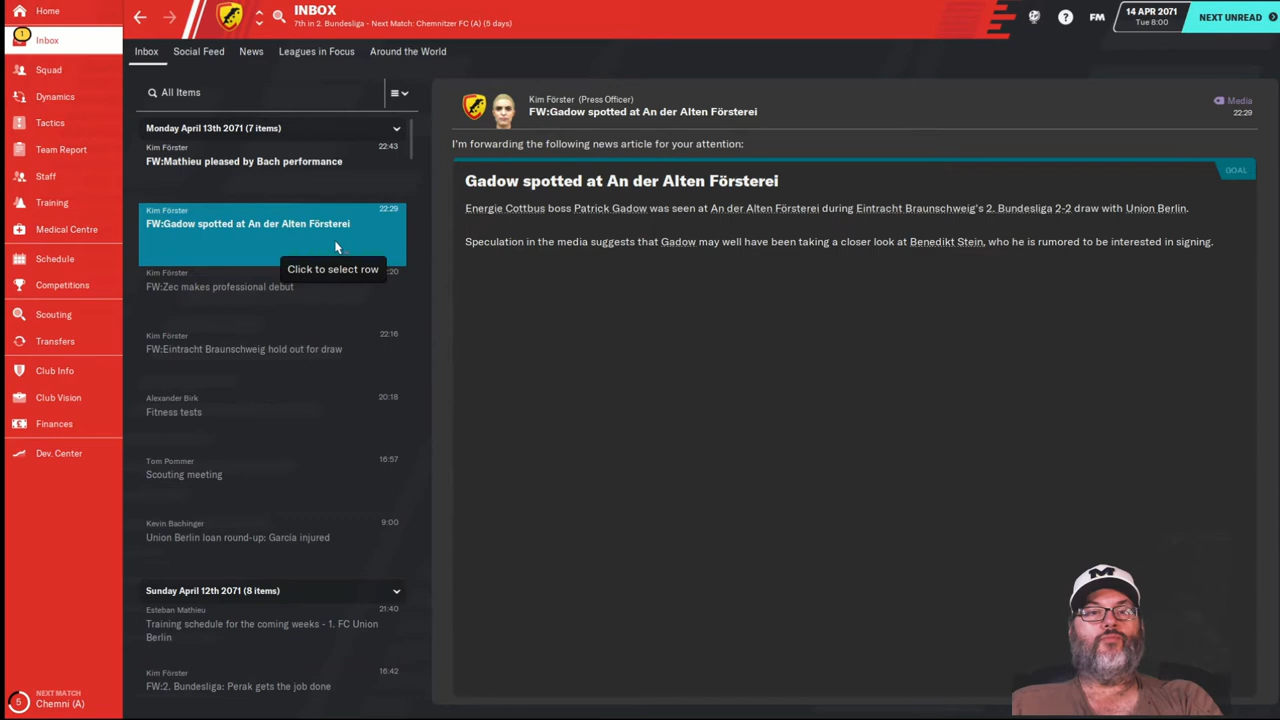 Home
1
Inbox
Squad
Dynamics
Tactics
Team Report
Staff
Training
Medical Centre
Schedule
Competitions
Scouting
Transfers
Club Info
Club Vision
Finances
Dev. Center
5
NEXT MATCH
Chemni (A)
INBOX
7th in 2. Bundesliga - Next Match: Chemnitzer FC (A) (5 days)
?
FM
14 APR 2071
Tue 8:00
NEXT UNREAD
Inbox
Social Feed
News
Leagues in Focus
Around the World
All Items
Monday April 13th 2071 (7 items)
Kim Förster 22:43
FW:Mathieu pleased by Bach performance
Kim Förster 22:29
FW:Gadow spotted at An der Alten Försterei
Click to select row
Kim Förster :20
FW:Zec makes professional debut
Kim Förster 22:16
FW:Eintracht Braunschweig hold out for draw
Alexander Birk 20:18
Fitness tests
Tom Pommer 16:57
Scouting meeting
Kevin Bachinger 9:00
Union Berlin loan round-up: García injured
Sunday April 12th 2071 (8 items)
Esteban Mathieu 21:40
Training schedule for the coming weeks - 1. FC Union
Berlin
Kim Förster 16:42
FW:2. Bundesliga: Perak gets the job done
Kim Förster (Press Officer)
FW:Gadow spotted at An der Alten Försterei
Media
22:29
I'm forwarding the following news article for your attention:
GOAL
Gadow spotted at An der Alten Försterei
Energie Cottbus boss Patrick Gadow was seen at An der Alten Försterei during Eintracht Braunschweig's 2. Bundesliga 2-2 draw with Union Berlin.
Speculation in the media suggests that Gadow may well have been taking a closer look at Benedikt Stein, who he is rumored to be interested in signing.
M